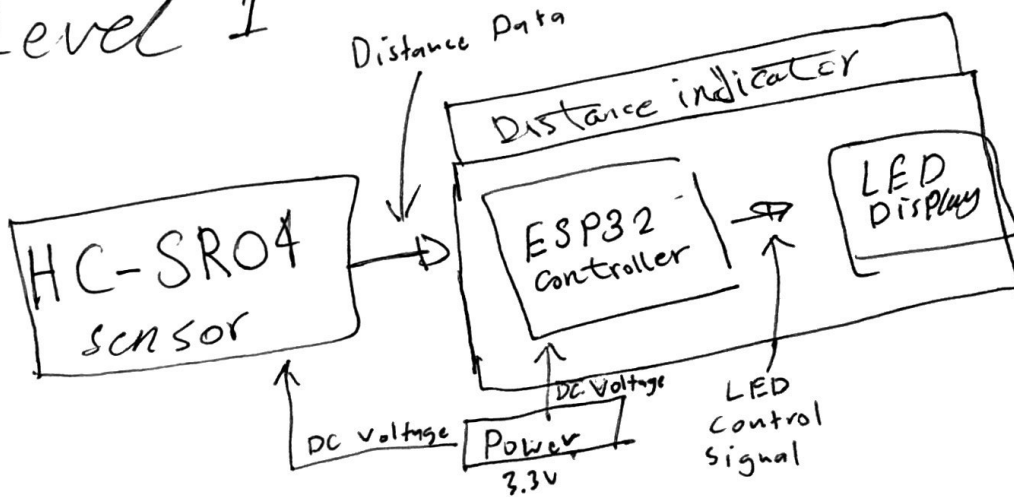 Level 1
Distance Data
Distance indicator
HC-SR04
sensor
ESP32
controller
LED
Display
DC Voltage
DC Voltage
Power
3.3V
LED
Control
Signal